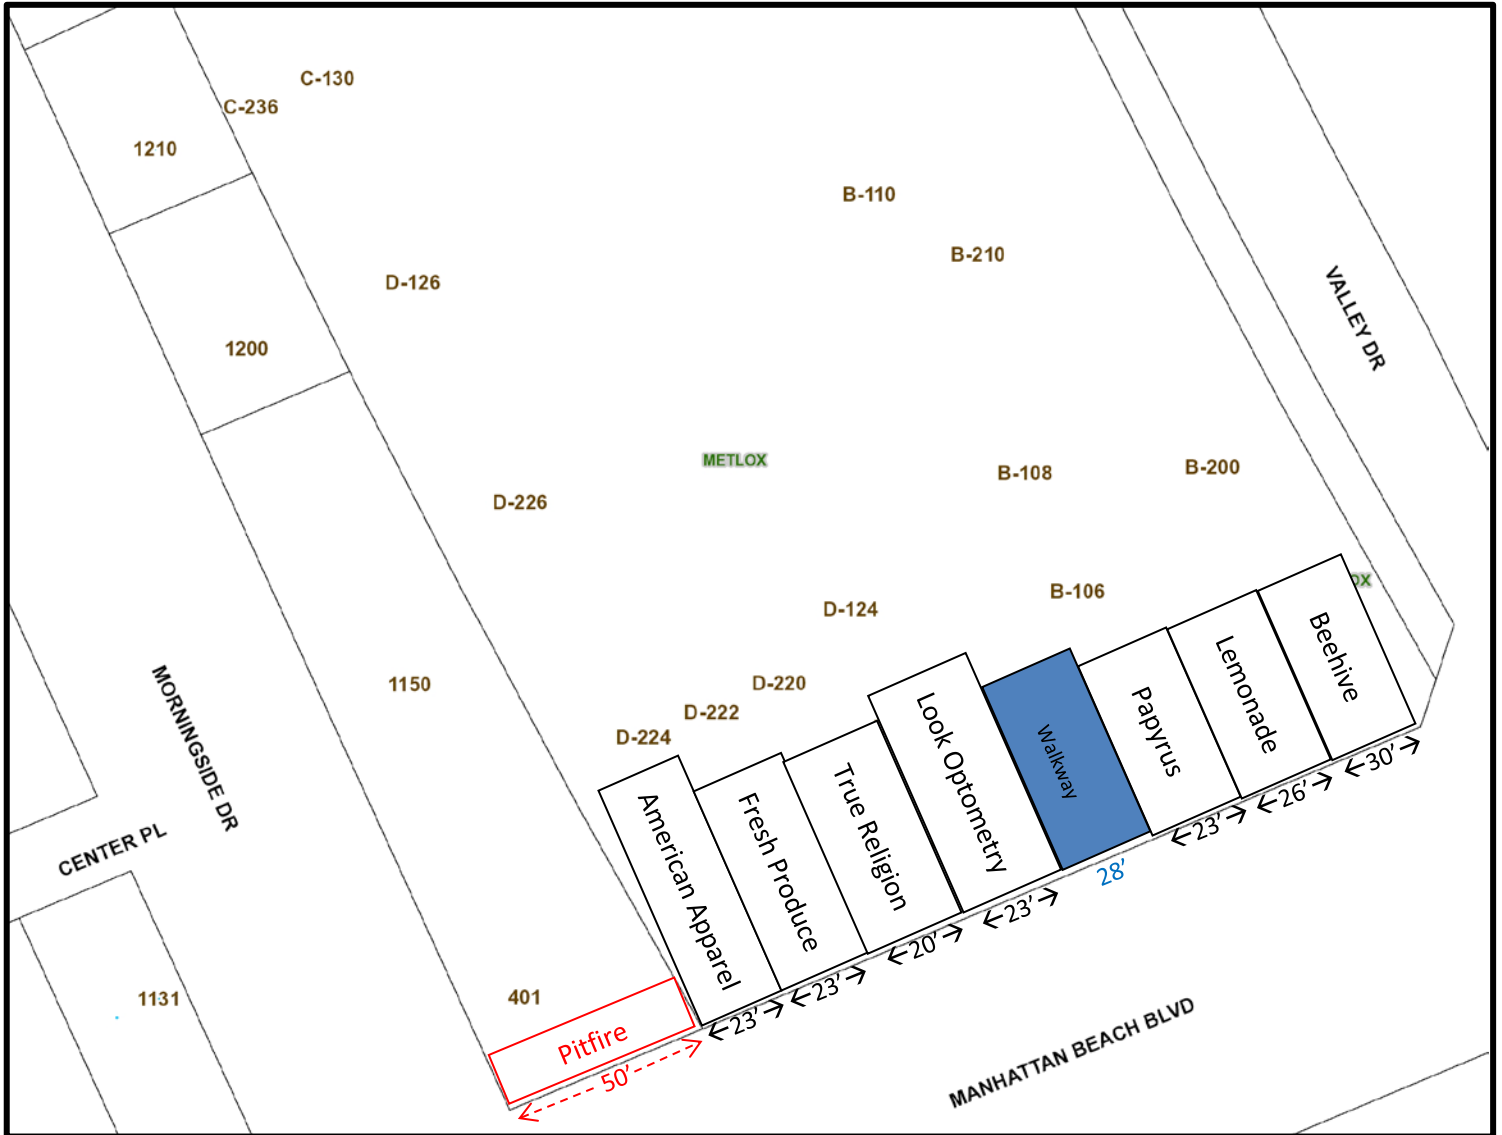 C-130
C-236
1210
B-110
B-210
D-126
VALLEY DR
1200
METLOX
B-108
B-200
D-226
OX
B-106
D-124
Beehive
Lemonade
Papyrus
Walkway
Look Optometry
True Religion
Fresh Produce
American Apparel
D-220
1150
D-222
D-224
MORNINGSIDE DR
CENTER PL
30'
26'
23'
28'
23'
20'
23'
23'
1131
401
Pitfire
50'
MANHATTAN BEACH BLVD